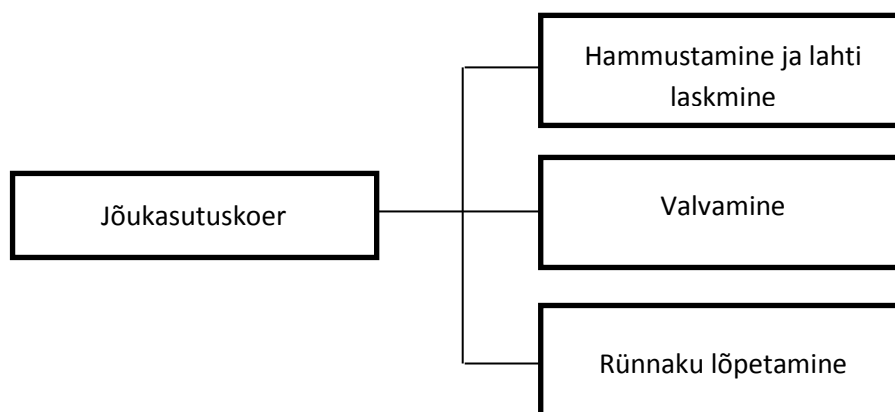 Hammustamine ja lahti
laskmine
Jõukasutuskoer
Valvamine
Rünnaku lõpetamine